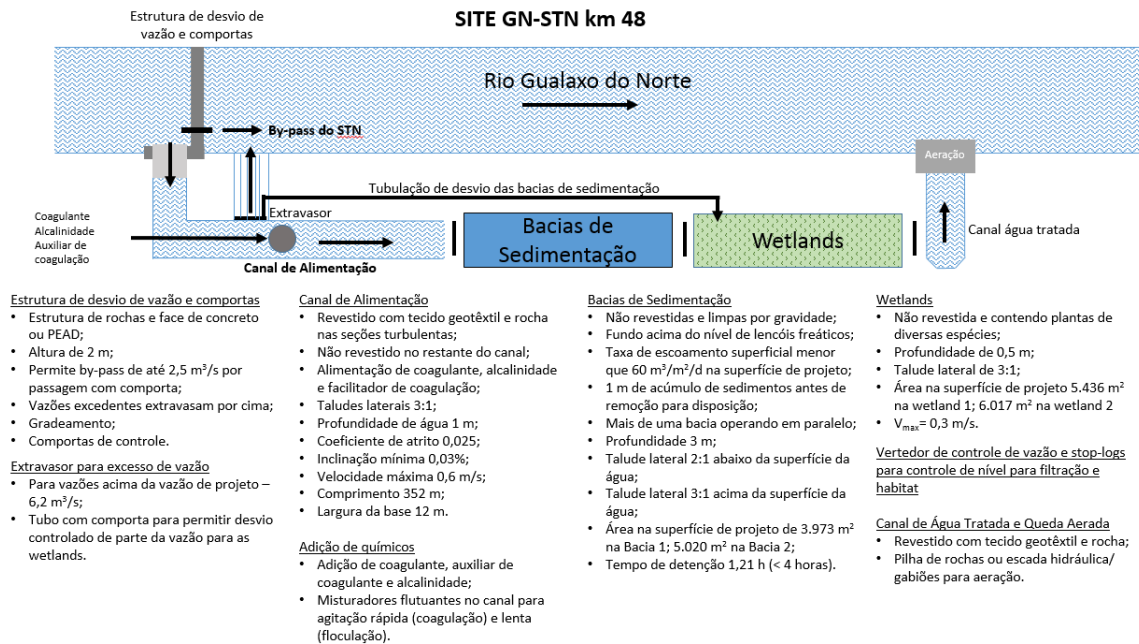 SITE GN-STN km 48
Estrutura de desvio de
vazão e comportas
Rio Gualaxo do Norte
By-pass do STN
Aeração
Tubulação de desvio das bacias de sedimentação
Coagulante
Alcalinidade
Auxiliar de
coagulação
Extravasor
Canal de Alimentação
Bacias de
Sedimentação
Wetlands
Canal água tratada
Estrutura de desvio de vazão e comportas
• Estrutura de rochas e face de concreto
ou PEAD;
• Altura de 2 m;
• Permite by-pass de até 2,5 m³/s por
passagem com comporta;
• Vazões excedentes extravasam por cima;
• Gradeamento;
• Comportas de controle.
Extravasor para excesso de vazão
• Para vazões acima da vazão de projeto –
6,2 m³/s;
• Tubo com comporta para permitir desvio
controlado de parte da vazão para as
wetlands.
Canal de Alimentação
• Revestido com tecido geotêxtil e rocha
nas seções turbulentas;
• Não revestido no restante do canal;
• Alimentação de coagulante, alcalinidade
e facilitador de coagulação;
• Taludes laterais 3:1;
• Profundidade de água 1 m;
• Coeficiente de atrito 0,025;
• Inclinação mínima 0,03%;
• Velocidade máxima 0,6 m/s;
• Comprimento 352 m;
• Largura da base 12 m.
Adição de químicos
• Adição de coagulante, auxiliar de
coagulante e alcalinidade;
• Misturadores flutuantes no canal para
agitação rápida (coagulação) e lenta
(floculação).
Bacias de Sedimentação
• Não revestidas e limpas por gravidade;
• Fundo acima do nível de lencóis freáticos;
• Taxa de escoamento superficial menor
que 60 m³/m²/d na superfície de projeto;
• 1 m de acúmulo de sedimentos antes de
remoção para disposição;
• Mais de uma bacia operando em paralelo;
• Profundidade 3 m;
• Talude lateral 2:1 abaixo da superfície da
água;
• Talude lateral 3:1 acima da superfície da
água;
• Área na superfície de projeto de 3.973 m²
na Bacia 1; 5.020 m² na Bacia 2;
• Tempo de detenção 1,21 h (< 4 horas).
Wetlands
• Não revestida e contendo plantas de
diversas espécies;
• Profundidade de 0,5 m;
• Talude lateral de 3:1;
• Área na superfície de projeto 5.436 m²
na wetland 1; 6.017 m² na wetland 2
• Vmax= 0,3 m/s.
Vertedor de controle de vazão e stop-logs
para controle de nível para filtração e
habitat
Canal de Água Tratada e Queda Aerada
• Revestido com tecido geotêxtil e rocha;
• Pilha de rochas ou escada hidráulica/
gabiões para aeração.